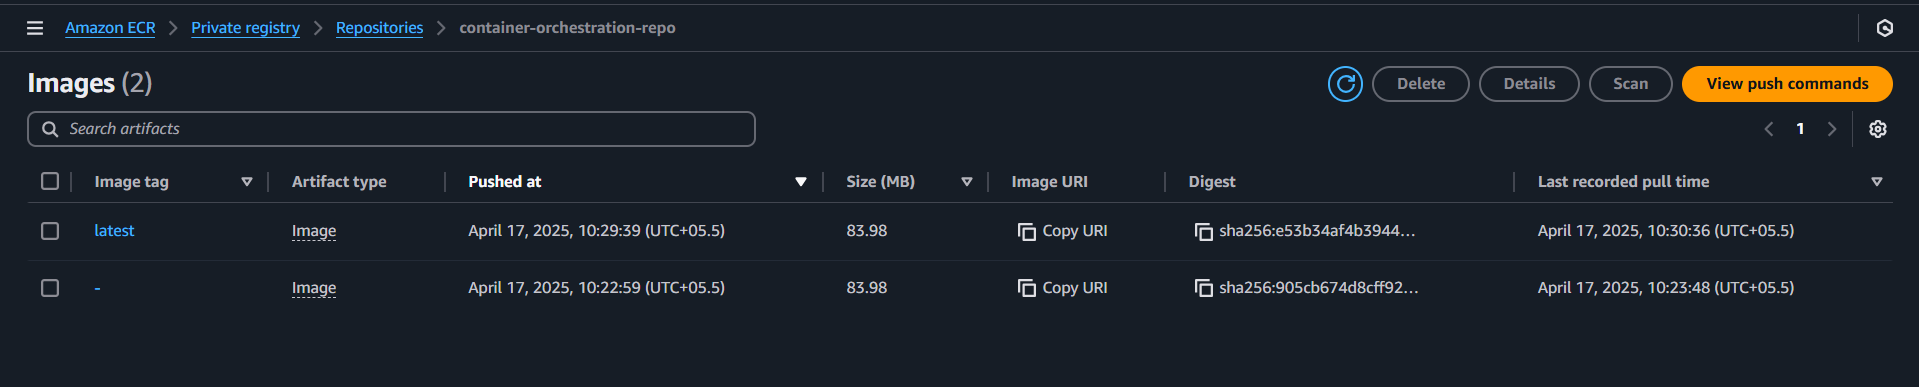 Amazon ECR > Private registry > Repositories > container-orchestration-repo
Images (2) Delete Details Scan View push commands
Search artifacts 1
Image tag Artifact type Pushed at Size (MB) Image URI Digest Last recorded pull time
latest Image April 17, 2025, 10:29:39 (UTC+05.5) 83.98 Copy URI sha256:e53b34af4b3944... April 17, 2025, 10:30:36 (UTC+05.5)
- Image April 17, 2025, 10:22:59 (UTC+05.5) 83.98 Copy URI sha256:905cb674d8cff92... April 17, 2025, 10:23:48 (UTC+05.5)